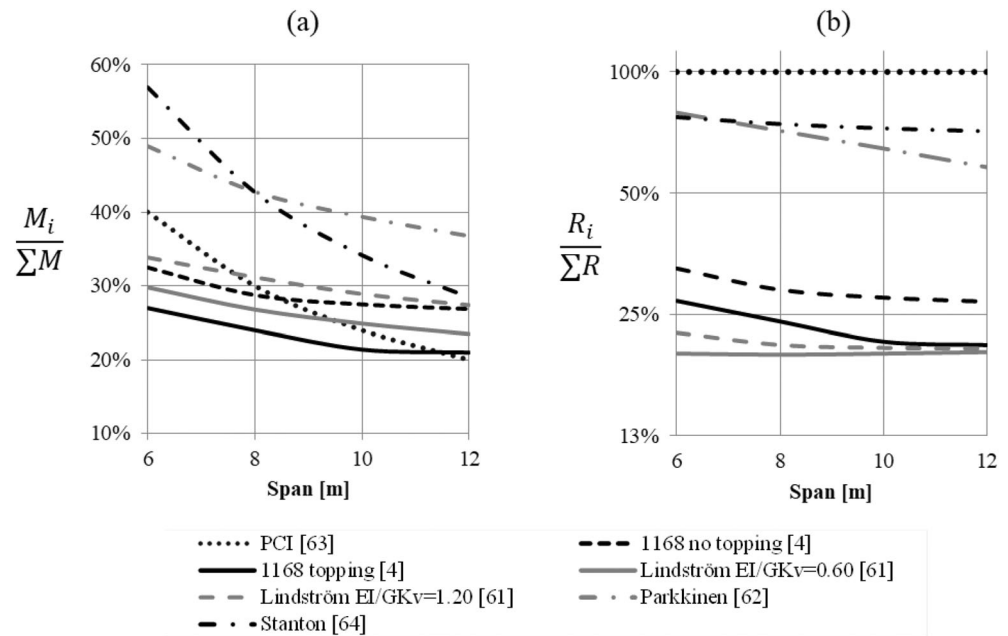 (a)
60%
50%
40%
30%
20%
10%
M_i
∑M
6 8 10 12
Span [m]
(b)
100%
50%
25%
13%
R_i
∑R
6 8 10 12
Span [m]
PCI [63]
1168 no topping [4]
1168 topping [4]
Lindström EI/GKv=0.60 [61]
Lindström EI/GKv=1.20 [61]
Parkkinen [62]
Stanton [64]